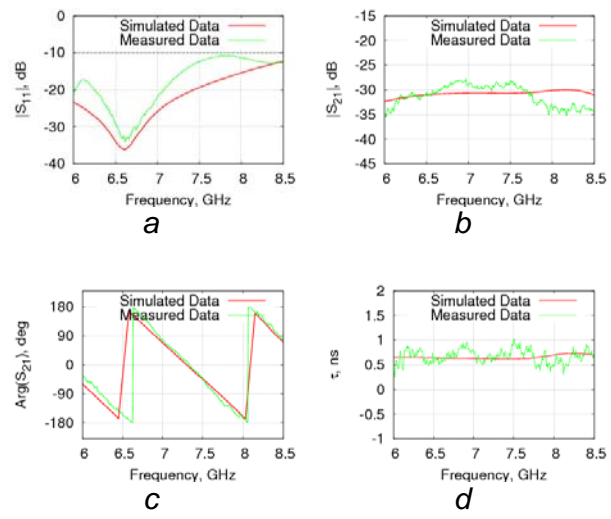 Simulated Data
Measured Data
|S11|, dB
10
0
-10
-20
-30
-40
6 6.5 7 7.5 8 8.5
Frequency, GHz
a
Simulated Data
Measured Data
|S21|, dB
-15
-20
-25
-30
-35
-40
-45
6 6.5 7 7.5 8 8.5
Frequency, GHz
b
Simulated Data
Measured Data
Arg(S21), deg
180
90
0
-90
-180
6 6.5 7 7.5 8 8.5
Frequency, GHz
c
Simulated Data
Measured Data
τ, ns
2
1.5
1
0.5
0
-0.5
-1
6 6.5 7 7.5 8 8.5
Frequency, GHz
d